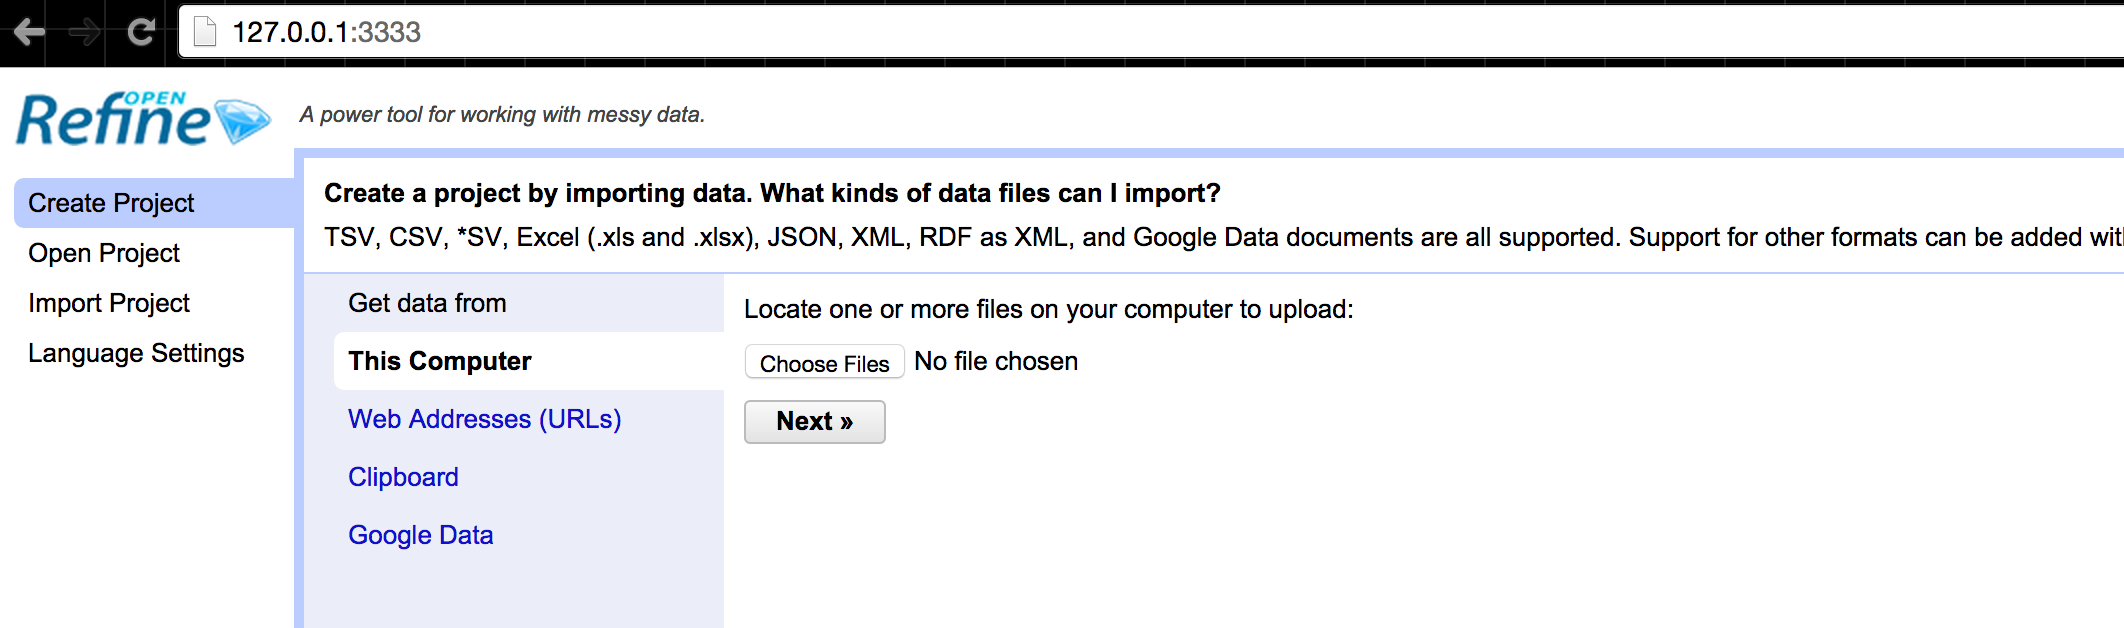 127.0.0.1:3333
OPEN
Refine
A power tool for working with messy data.
Create Project
Open Project
Import Project
Language Settings
Create a project by importing data. What kinds of data files can I import?
TSV, CSV, *SV, Excel (.xls and .xlsx), JSON, XML, RDF as XML, and Google Data documents are all supported. Support for other formats can be added wit
Get data from
This Computer
Web Addresses (URLs)
Clipboard
Google Data
Locate one or more files on your computer to upload:
Choose Files No file chosen
Next »